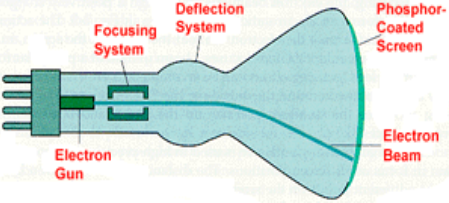 Deflection
System
Phosphor-
Coated
Screen
Focusing
System
Electron
Gun
Electron
Beam